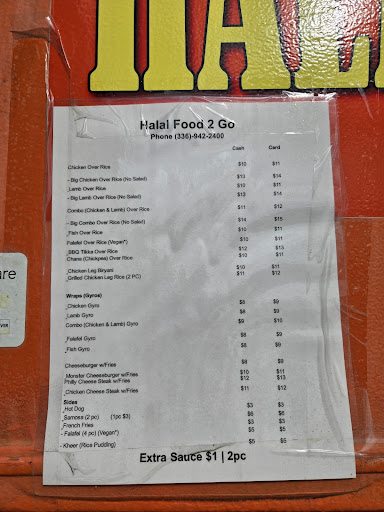 HAL
Halal Food 2 Go
Phone (336)-942-2400
Cash Card
Chicken Over Rice $10 $11
- Big Chicken Over Rice (No Salad) $13 $14
Lamb Over Rice $10 $11
- Big Lamb Over Rice (No Salad) $13 $14
Combo (Chicken & Lamb) Over Rice $11 $12
- Big Combo Over Rice (No Salad) $14 $15
Fish Over Rice $10 $11
Falafel Over Rice (Vegan*) $10 $11
BBQ Tikka Over Rice $12 $13
Chana (Chickpea) Over Rice $10 $11
Chicken Leg Biryani $10 $11
Grilled Chicken Leg Rice (2 PC) $11 $12
Wraps (Gyros)
Chicken Gyro $9
Lamb Gyro $8 $9
Combo (Chicken & Lamb) Gyro $9 $10
Falafel Gyro $8 $9
Fish Gyro $8 $9
Cheeseburger w/Fries $8 $9
Monster Cheeseburger w/Fries $10 $11
Philly Cheese Steak w/Fries $12 $13
Chicken Cheese Steak w/Fries $11 $12
Sides
Hot Dog $3 $3
Samosa (2 pc) (1pc $3)
French Fries $3 $3
- Falafel (4 pc) (Vegan*) $5 $5
- Kheer (Rice Pudding) $5 $5
Extra Sauce $1 | 2pc
are